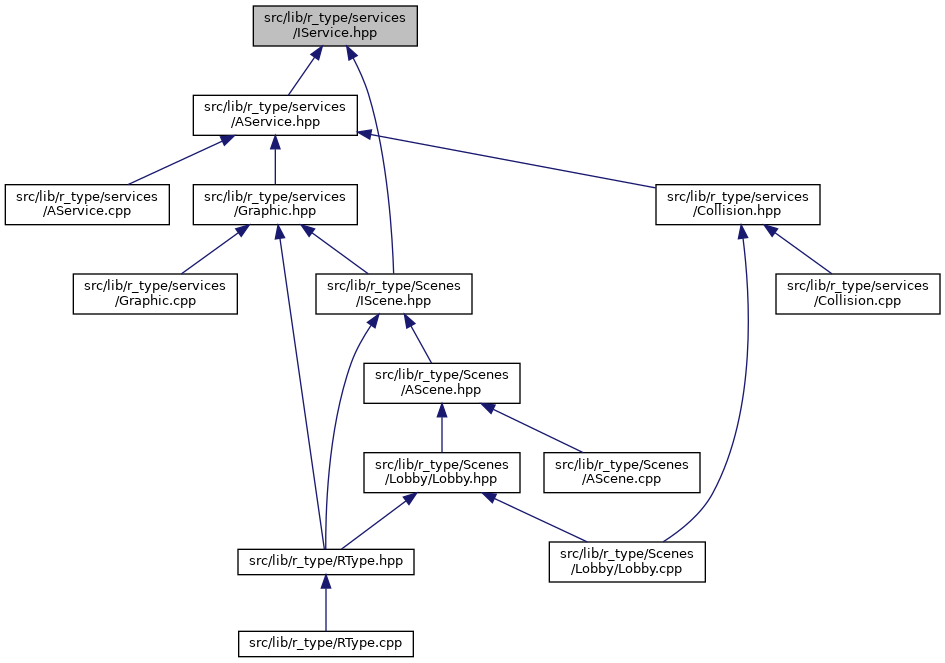 src/lib/r_type/services
/IService.hpp
src/lib/r_type/services
/AService.hpp
src/lib/r_type/services
/AService.cpp
src/lib/r_type/services
/Graphic.hpp
src/lib/r_type/services
/Collision.hpp
src/lib/r_type/services
/Graphic.cpp
src/lib/r_type/Scenes
/IScene.hpp
src/lib/r_type/services
/Collision.cpp
src/lib/r_type/Scenes
/AScene.hpp
src/lib/r_type/Scenes
/Lobby/Lobby.hpp
src/lib/r_type/Scenes
/AScene.cpp
src/lib/r_type/RType.hpp
src/lib/r_type/Scenes
/Lobby/Lobby.cpp
src/lib/r_type/RType.cpp